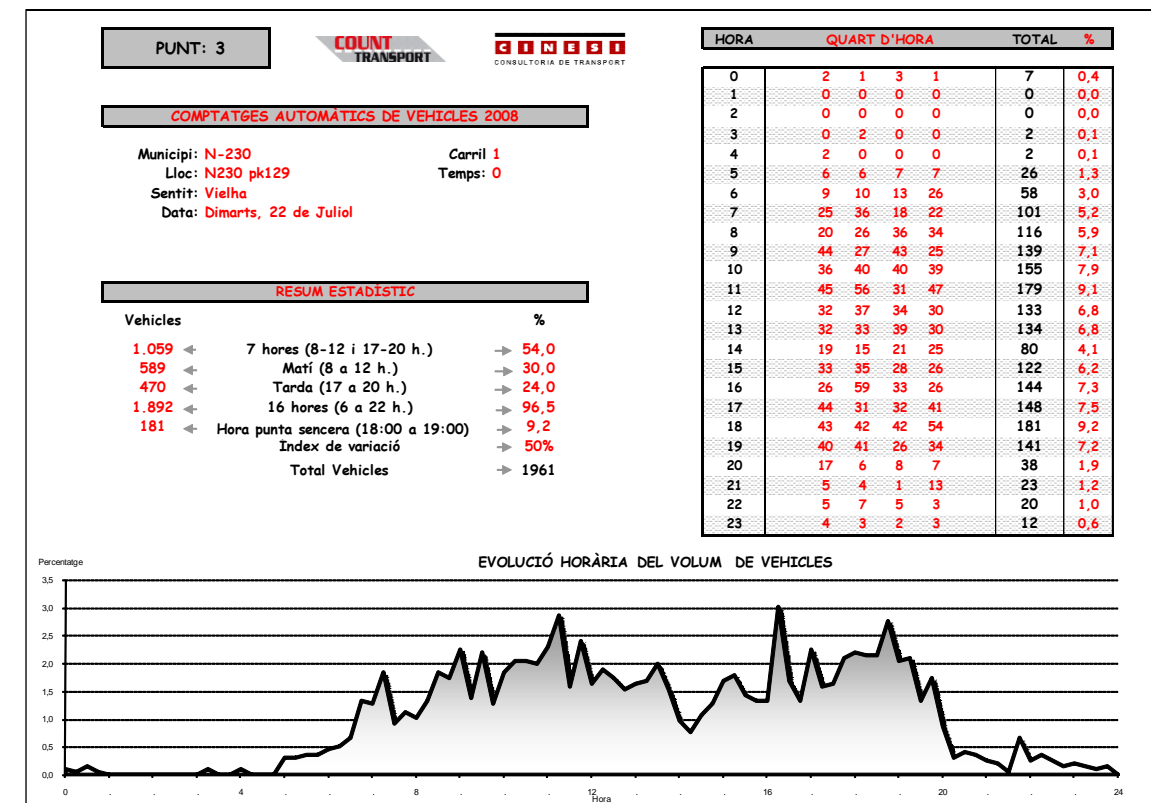 PUNT: 3
COUNT
TRANSPORT
CINESI
CONSULTORIA DE TRANSPORT
COMPTATGES AUTOMÀTICS DE VEHICLES 2008
Municipi: N-230 Carril 1
Lloc: N230 pk129 Temps: 0
Sentit: Vielha
Data: Dimarts, 22 de Juliol
RESUM ESTADÍSTIC
Vehicles %
1.059 7 hores (8-12 i 17-20 h.) 54,0
589 Matí (8 a 12 h.) 30,0
470 Tarda (17 a 20 h.) 24,0
1.892 16 hores (6 a 22 h.) 96,5
181 Hora punta sencera (18:00 a 19:00) 9,2
Índex de variació 50%
Total Vehicles 1961
HORA QUART D'HORA TOTAL %
0 2 1 3 1 7 0,4
1 0 0 0 0 0 0,0
2 0 0 0 0 0 0,0
3 0 2 0 0 2 0,1
4 2 0 0 0 2 0,1
5 6 6 7 7 26 1,3
6 9 10 13 26 58 3,0
7 25 36 18 22 101 5,2
8 20 26 36 34 116 5,9
9 44 27 43 25 139 7,1
10 36 40 40 39 155 7,9
11 45 56 31 47 179 9,1
12 32 37 34 30 133 6,8
13 32 33 39 30 134 6,8
14 19 15 21 25 80 4,1
15 33 35 28 26 122 6,2
16 26 59 33 26 144 7,3
17 44 31 32 41 148 7,5
18 43 42 42 54 181 9,2
19 40 41 26 34 141 7,2
20 17 6 8 7 38 1,9
21 5 4 1 13 23 1,2
22 5 7 5 3 20 1,0
23 4 3 2 3 12 0,6
EVOLUCIÓ HORÀRIA DEL VOLUM DE VEHICLES
Percentatge
3,5
3,0
2,5
2,0
1,5
1,0
0,5
0,0
0 . . . 4 . . . 8 . . . 12 . . . 16 . . . 20 . . . 24
Hora